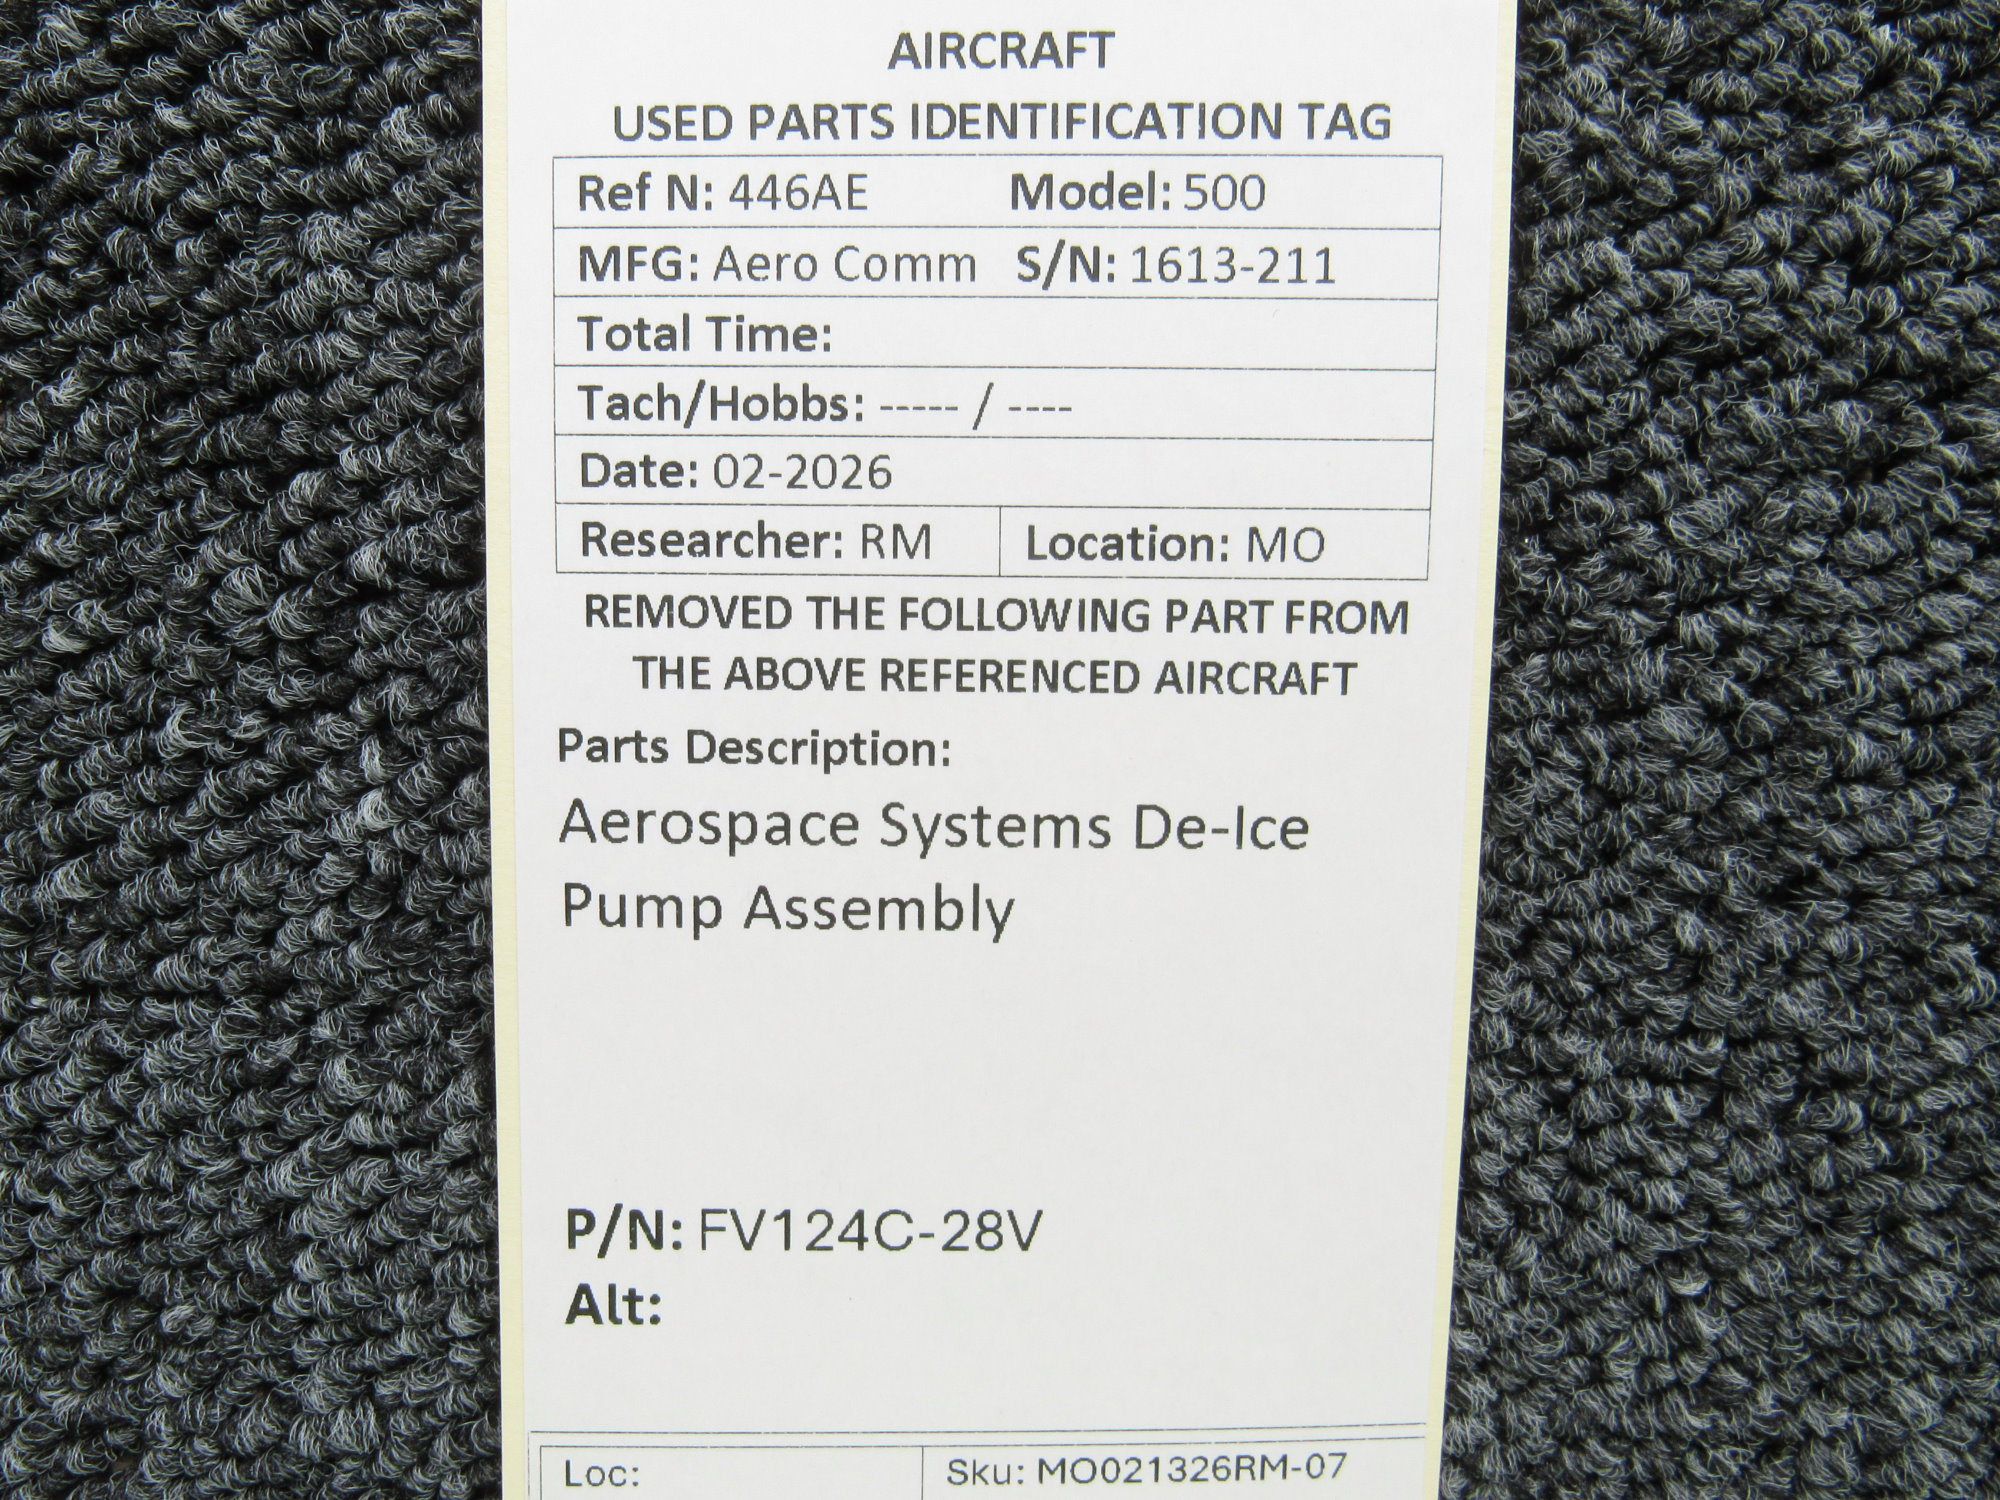 AIRCRAFT
USED PARTS IDENTIFICATION TAG
Ref N: 446AE Model: 500
MFG: Aero Comm S/N: 1613-211
Total Time:
Tach/Hobbs: ----- / ----
Date: 02-2026
Researcher: RM Location: MO
REMOVED THE FOLLOWING PART FROM
THE ABOVE REFERENCED AIRCRAFT
Parts Description:
Aerospace Systems De-Ice
Pump Assembly
P/N: FV124C-28V
Alt:
Loc: Sku: MO021326RM-07